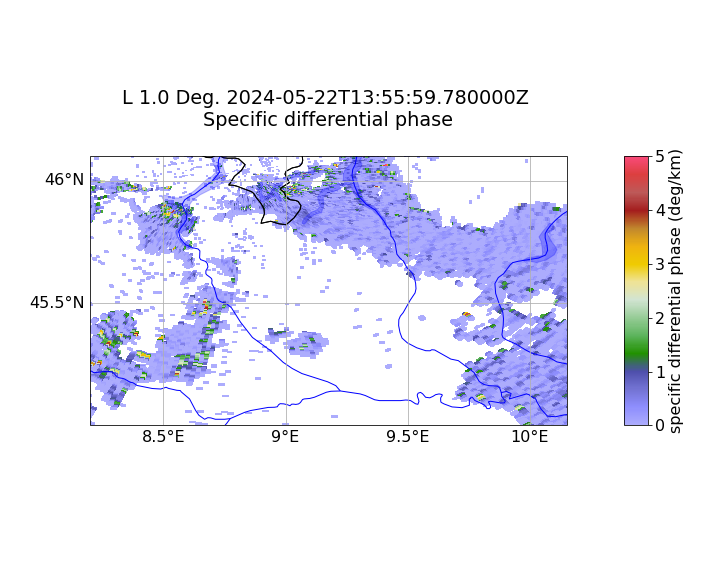 L 1.0 Deg. 2024-05-22T13:55:59.780000Z
Specific differential phase
46°N
45.5°N
8.5°E
9°E
9.5°E
10°E
5
4
3
2
1
0
specific differential phase (deg/km)